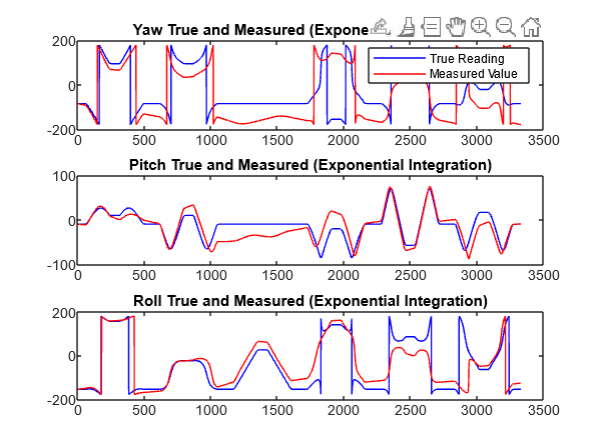 Yaw True and Measured (Expone
200
0
-200
True Reading
Measured Value
0 500 1000 1500 2000 2500 3000 3500
Pitch True and Measured (Exponential Integration)
100
0
-100
0 500 1000 1500 2000 2500 3000 3500
Roll True and Measured (Exponential Integration)
200
0
-200
0 500 1000 1500 2000 2500 3000 3500